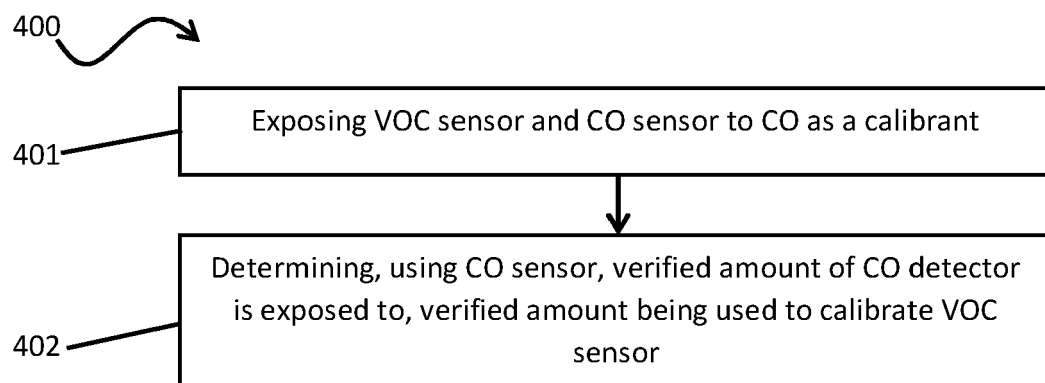 400
Exposing VOC sensor and CO sensor to CO as a calibrant
401
Determining, using CO sensor, verified amount of CO detector
is exposed to, verified amount being used to calibrate VOC
sensor
402